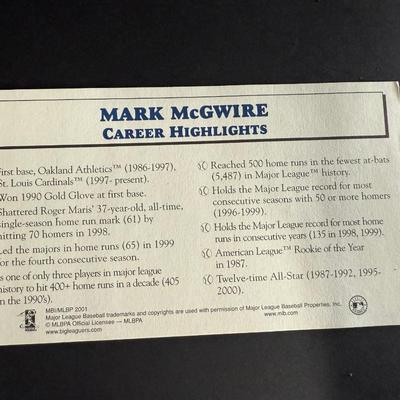 MARK McGWIRE
CAREER HIGHLIGHTS
First base, Oakland Athletics™ (1986-1997),
St. Louis Cardinals™ (1997- present).
Won 1990 Gold Glove at first base.
Shattered Roger Maris' 37-year-old, all-time,
single-season home run mark (61) by
hitting 70 homers in 1998.
Led the majors in home runs (65) in 1999
for the fourth consecutive season.
Is one of only three players in major league
history to hit 400+ home runs in a decade (405
in the 1990's).
Reached 500 home runs in the fewest at-bats
(5,487) in Major League™ history.
Holds the Major League record for most
consecutive seasons with 50 or more homers
(1996-1999).
Holds the Major League record for most home
runs in consecutive years (135 in 1998, 1999).
American League™ Rookie of the Year
in 1987.
Twelve-time All-Star (1987-1992, 1995-
2000).
MBI/MLBP 2001
Major League Baseball trademarks and copyrights are used with permission of Major League Baseball Properties, Inc.
© MLBPA Official Licensee — MLBPA
www.bigleaguers.com
www.mlb.com